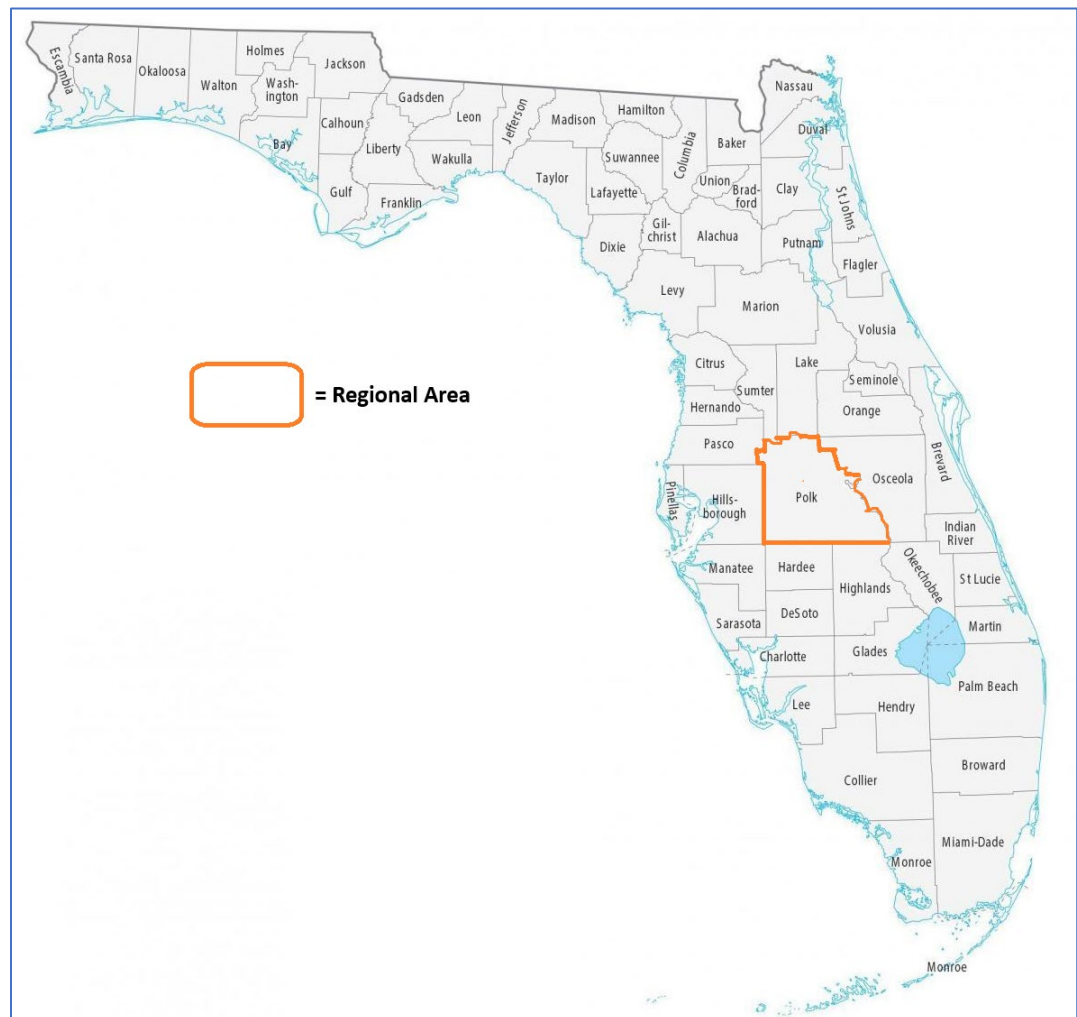 Escambia
Santa Rosa
Okaloosa
Walton
Holmes
Wash-
ington
Jackson
Bay
Calhoun
Gulf
Gadsden
Liberty
Franklin
Leon
Wakulla
Jefferson
Madison
Taylor
Hamilton
Suwannee
Lafayette
Columbia
Dixie
Gil-
christ
Baker
Union
Brad-
ford
Alachua
Nassau
Duval
Clay
St Johns
Putnam
Flagler
Levy
Marion
Volusia
Citrus
Sumter
Lake
Seminole
Hernando
Orange
= Regional Area
Pasco
Brevard
Osceola
Pinellas
Hills-
borough
Polk
Indian
River
Manatee
Hardee
Highlands
Okeechobee
St Lucie
Sarasota
DeSoto
Martin
Charlotte
Glades
Palm Beach
Lee
Hendry
Collier
Broward
Monroe
Miami-Dade
Monroe